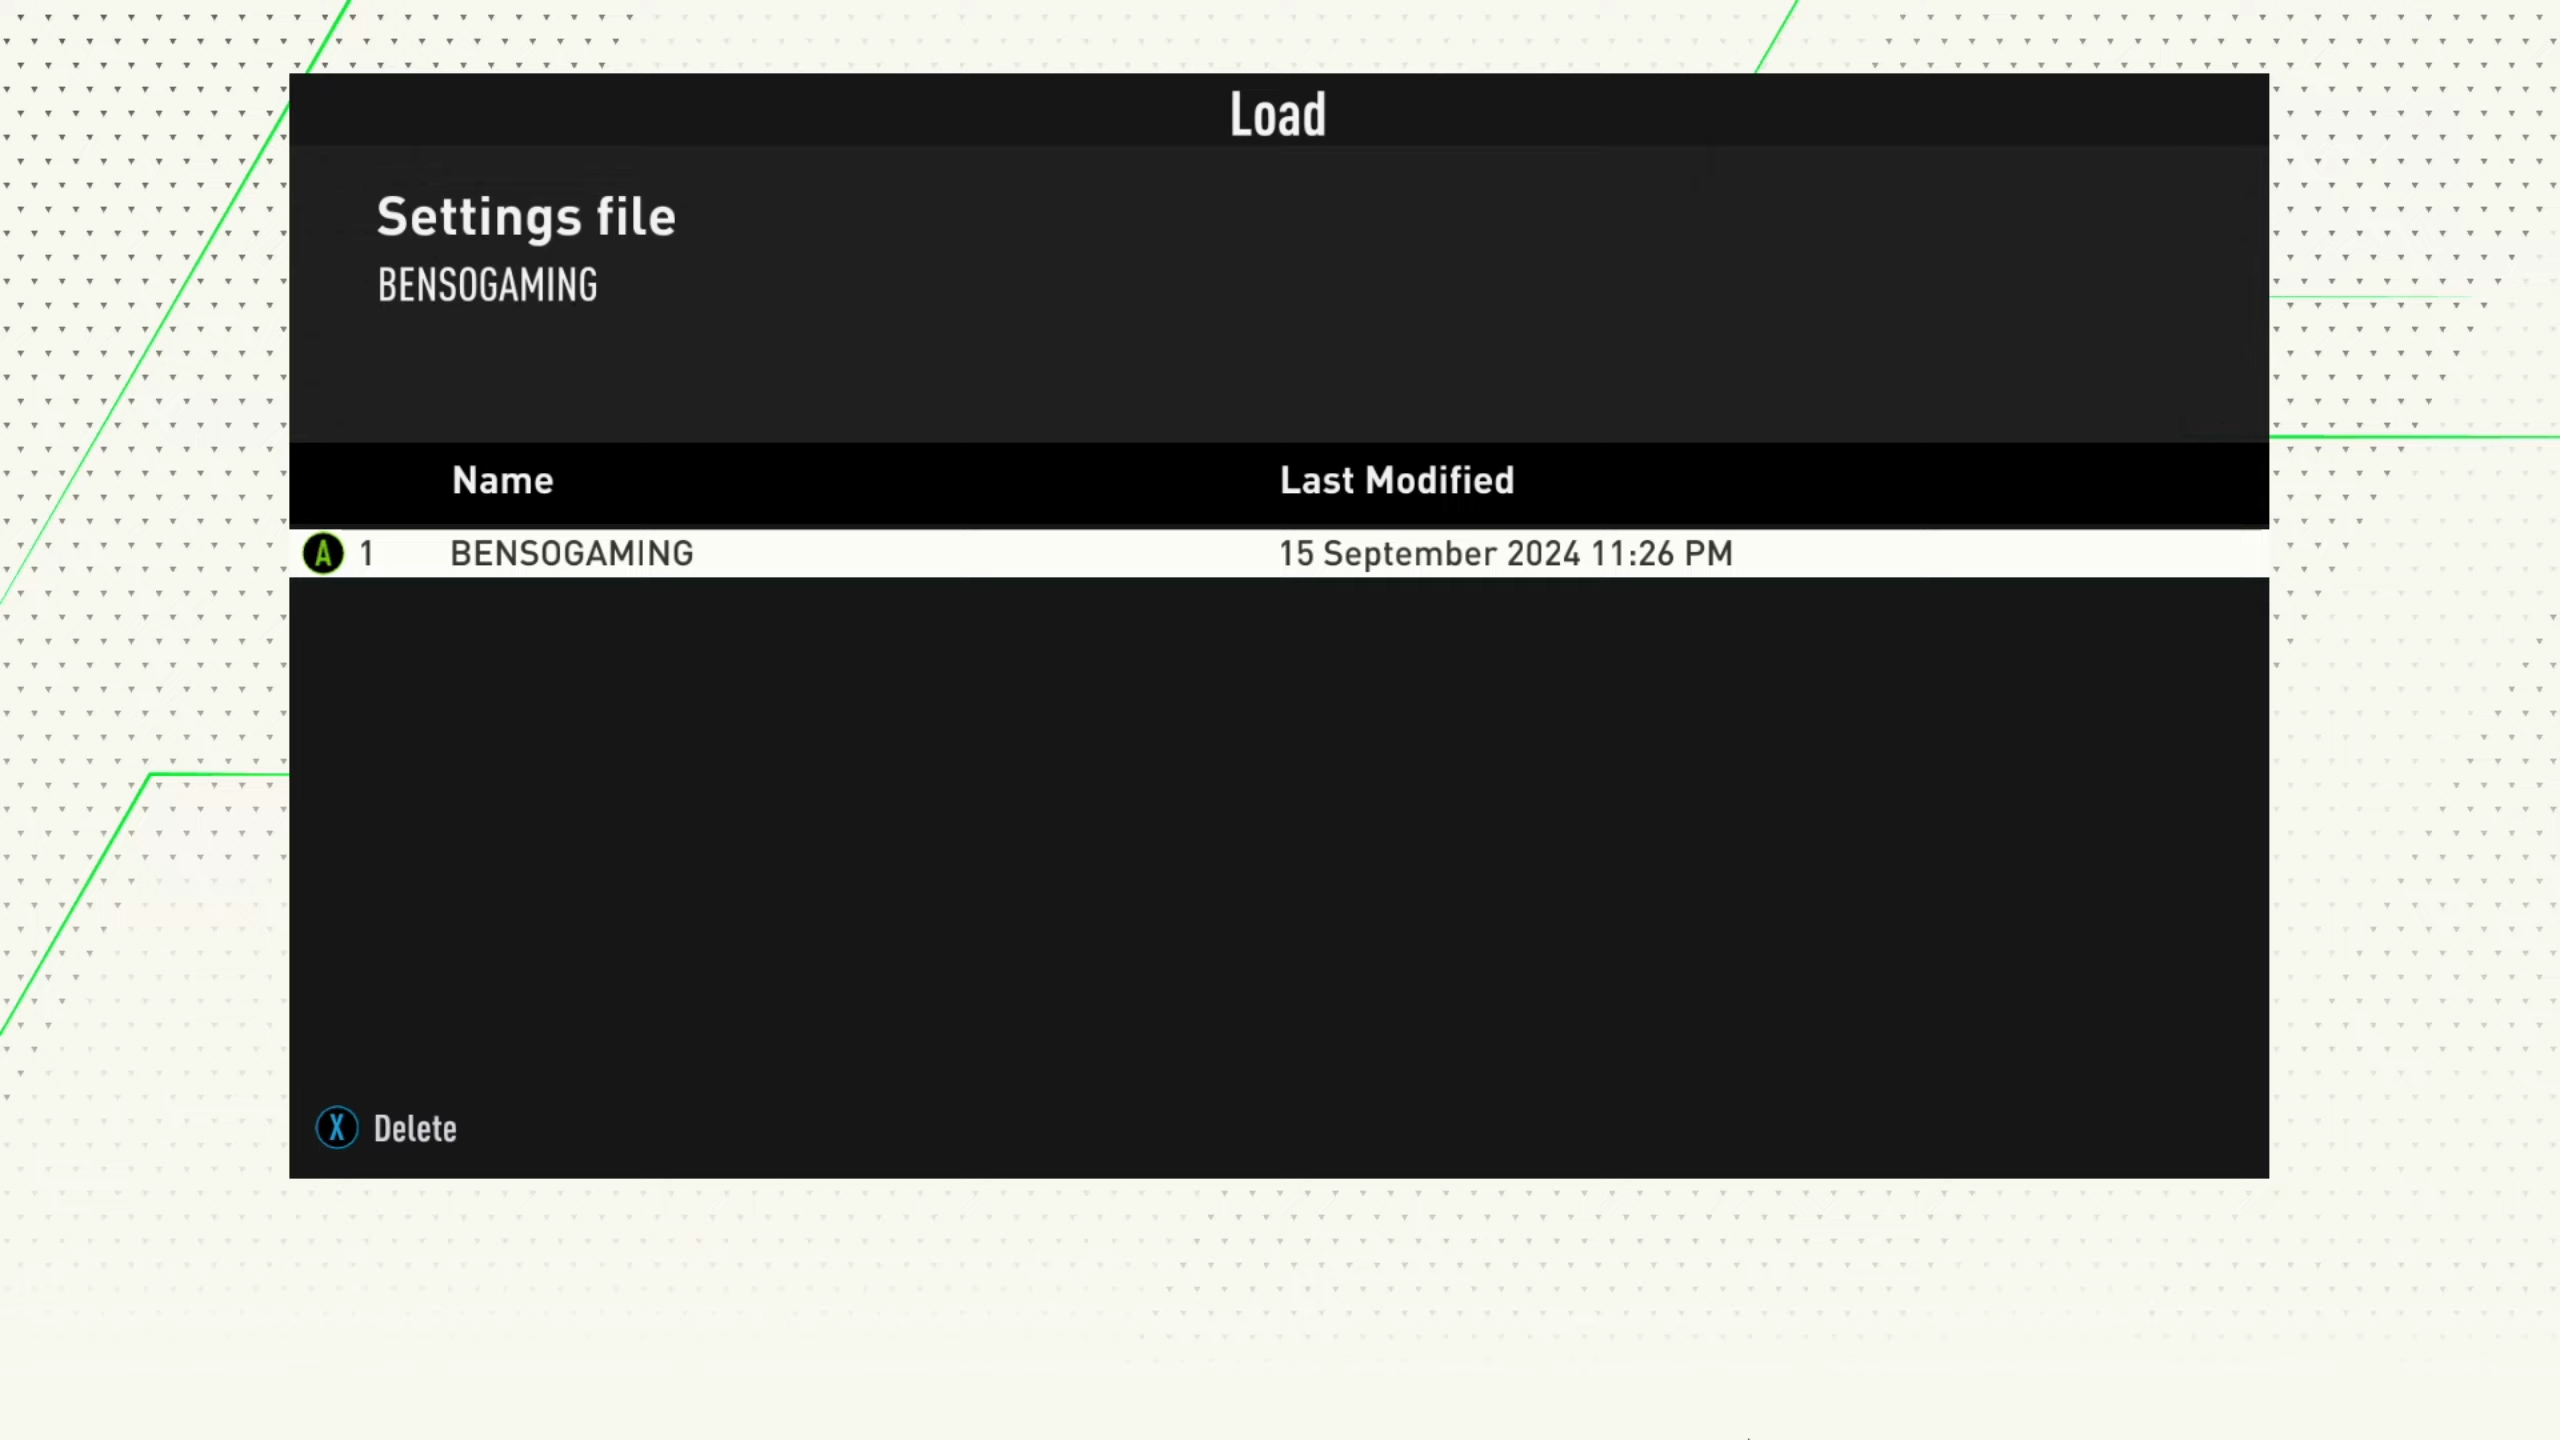 Load
Settings file
BENSOGAMING
Name Last Modified
A 1 BENSOGAMING 15 September 2024 11:26 PM
X Delete